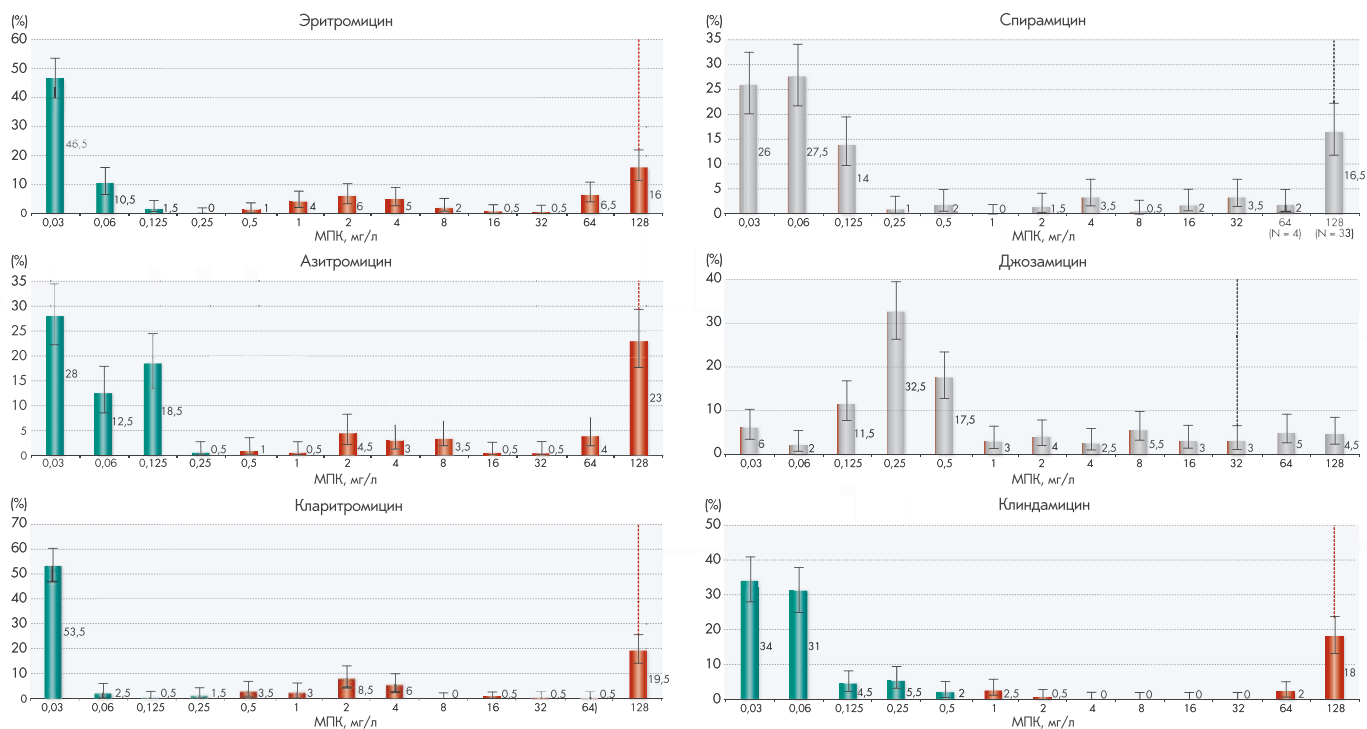 (%) Эритромицин
60
50
40
30
20
10
0
46,5 10,5 1,5 0 1 4 6 5 2 0,5 0,5 6,5 16
0,03 0,06 0,125 0,25 0,5 1 2 4 8 16 32 64 128
МПК, мг/л
(%) Спирамицин
35
30
25
20
15
10
5
0
26 27,5 14 1 2 0 1,5 3,5 0,5 2 3,5 2 16,5
0,03 0,06 0,125 0,25 0,5 1 2 4 8 16 32 64 128
МПК, мг/л (N = 4) (N = 33)
(%) Азитромицин
35
30
25
20
15
10
5
0
28 12,5 18,5 0,5 1 0,5 4,5 3 3,5 0,5 0,5 4 23
0,03 0,06 0,125 0,25 0,5 1 2 4 8 16 32 64 128
МПК, мг/л
(%) Джозамицин
40
30
20
10
0
6 2 11,5 32,5 17,5 3 4 2,5 5,5 3 3 5 4,5
0,03 0,06 0,125 0,25 0,5 1 2 4 8 16 32 64 128
МПК, мг/л
(%) Кларитромицин
70
60
50
40
30
20
10
0
53,5 2,5 0,5 1,5 3,5 3 8,5 6 0 0,5 0,5 0,5 19,5
0,03 0,06 0,125 0,25 0,5 1 2 4 8 16 32 64) 128
МПК, мг/л
(%) Клиндамицин
50
40
30
20
10
0
34 31 4,5 5,5 2 2,5 0,5 0 0 0 0 2 18
0,03 0,06 0,125 0,25 0,5 1 2 4 8 16 32 64 128
МПК, мг/л